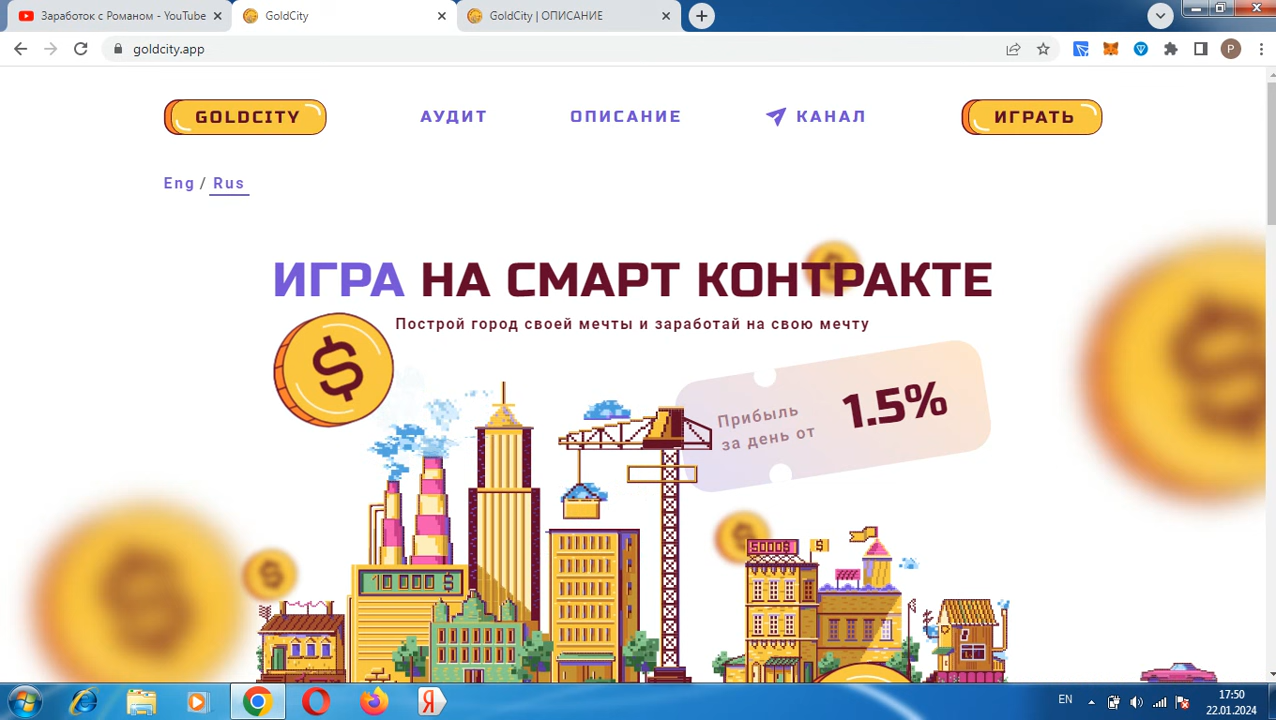 Заработок с Романом - YouTube
GoldCity
GoldCity | ОПИСАНИЕ
goldcity.app
P
GOLDCITY
АУДИТ
ОПИСАНИЕ
КАНАЛ
ИГРАТЬ
Eng / Rus
ИГРА НА СМАРТ КОНТРАКТЕ
Построй город своей мечты и заработай на свою мечту
$
Прибыль
за день от
1.5%
5000$
$
10 000 $
Я
EN
17:50
22.01.2024